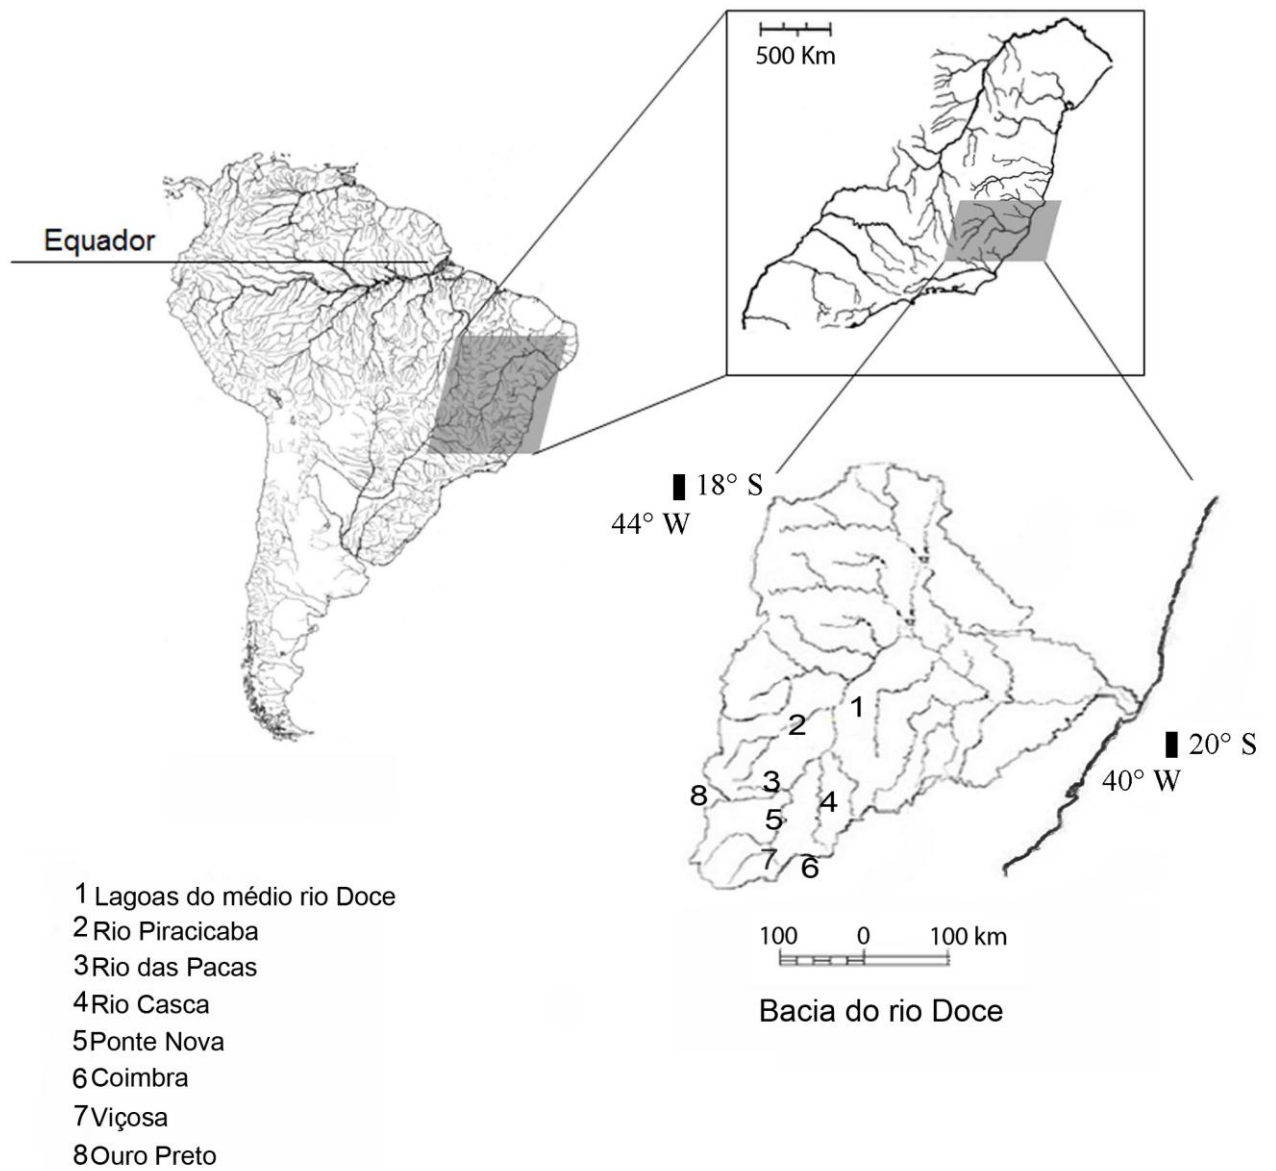 500 Km
Equador
18° S
44° W
1
2
3
8
4
5
7
6
20° S
40° W
1 Lagoas do médio rio Doce
2 Rio Piracicaba
3 Rio das Pacas
4 Rio Casca
5 Ponte Nova
6 Coimbra
7 Viçosa
8 Ouro Preto
100 0 100 km
Bacia do rio Doce